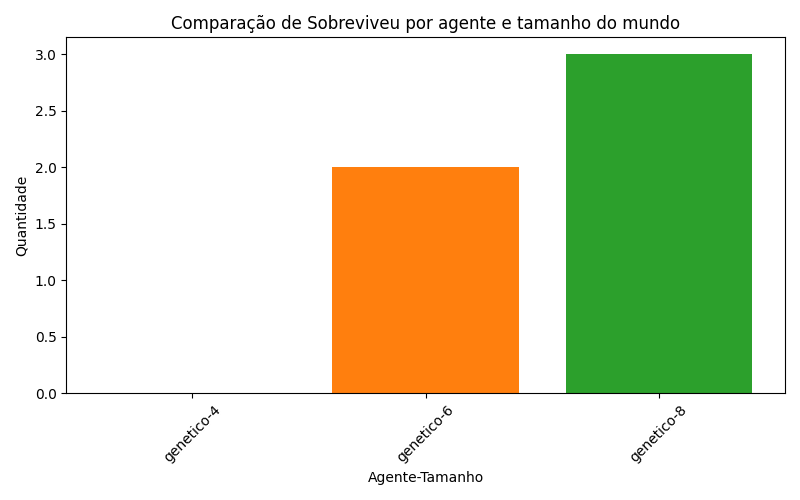 Comparação de Sobreviveu por agente e tamanho do mundo
Quantidade
3.0
2.5
2.0
1.5
1.0
0.5
0.0
genetico-4
genetico-6
genetico-8
Agente-Tamanho